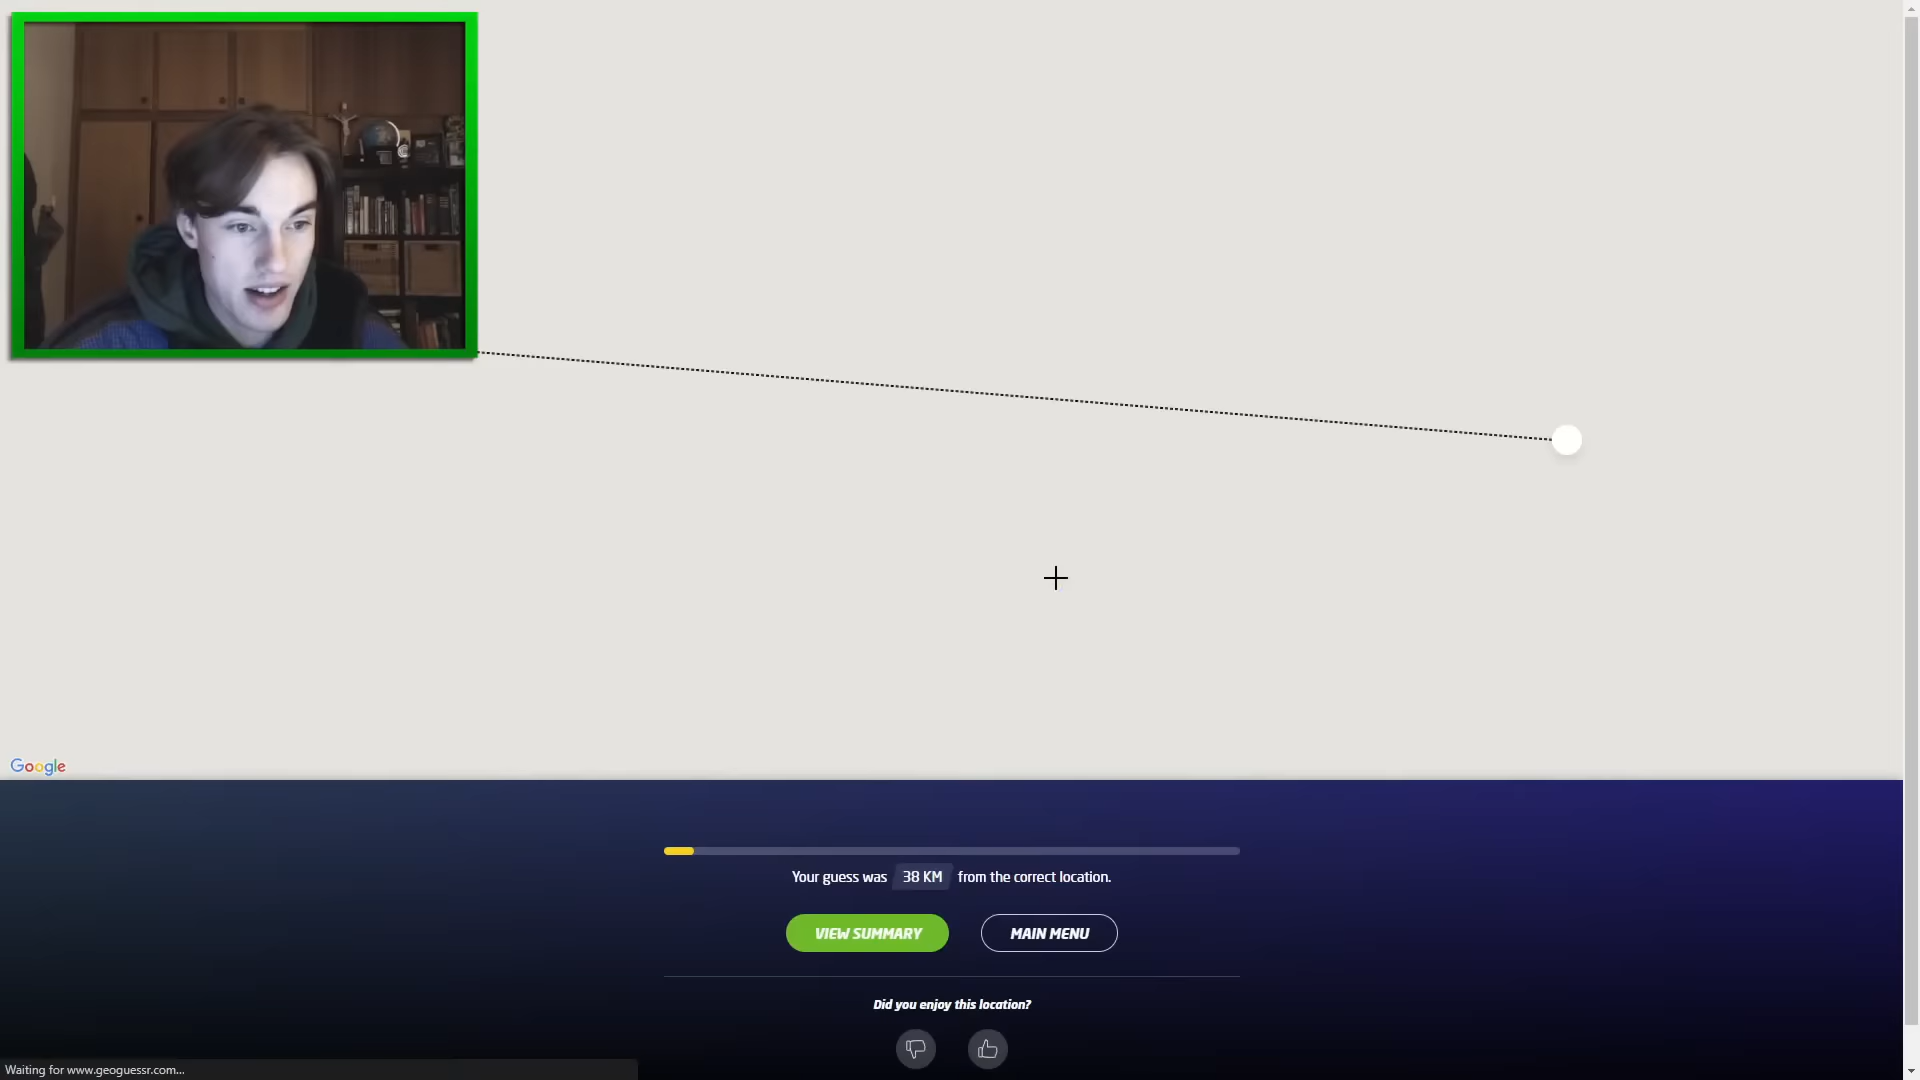 Google
Your guess was 38 KM from the correct location.
VIEW SUMMARY
MAIN MENU
Did you enjoy this location?
Waiting for www.geoguessr.com...